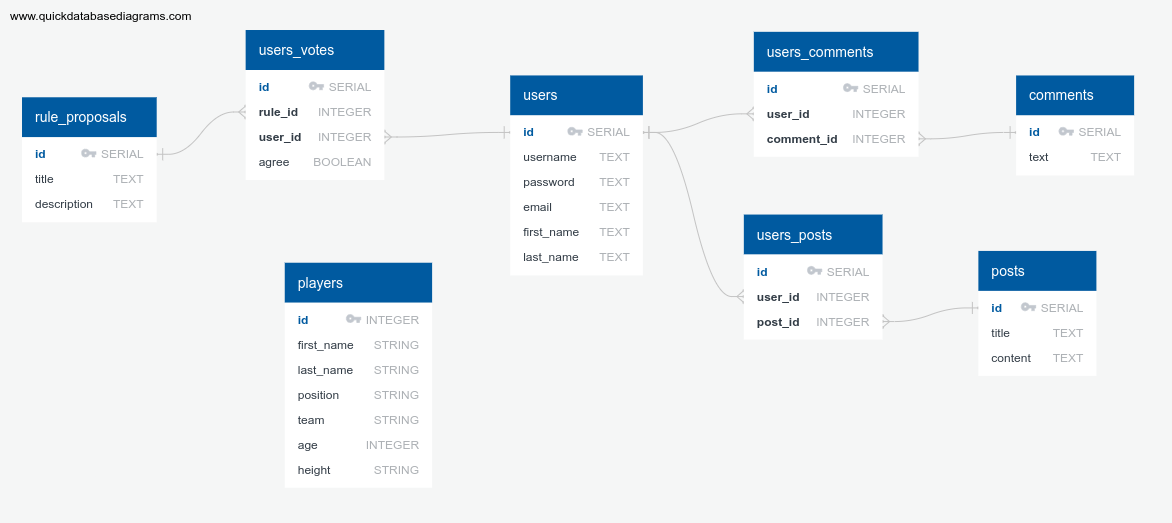 www.quickdatabasediagrams.com
rule_proposals
id SERIAL
title TEXT
description TEXT
users_votes
id SERIAL
rule_id INTEGER
user_id INTEGER
agree BOOLEAN
players
id INTEGER
first_name STRING
last_name STRING
position STRING
team STRING
age INTEGER
height STRING
users
id SERIAL
username TEXT
password TEXT
email TEXT
first_name TEXT
last_name TEXT
users_comments
id SERIAL
user_id INTEGER
comment_id INTEGER
users_posts
id SERIAL
user_id INTEGER
post_id INTEGER
comments
id SERIAL
text TEXT
posts
id SERIAL
title TEXT
content TEXT